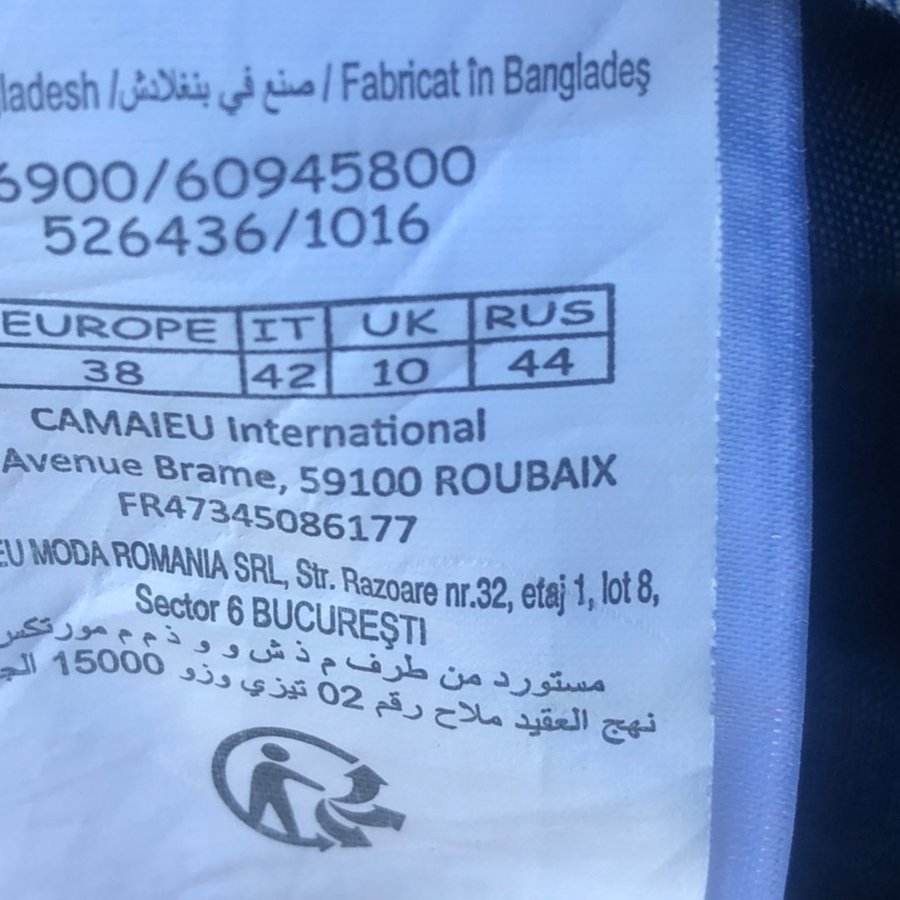 ladesh / صنع في بنغلادش / Fabricat în Bangladeş
6900/60945800
526436/1016
EUROPE IT UK RUS
38 42 10 44
CAMAIEU International
Avenue Brame, 59100 ROUBAIX
FR47345086177
EU MODA ROMANIA SRL, Str. Razoare nr.32, etaj 1, lot 8,
Sector 6 BUCUREŞTI
مستورد من طرف م ذ ش و و ذ م م مورتكس
نهج العقيد ملاح رقم 02 تيزي وزو 15000 الج